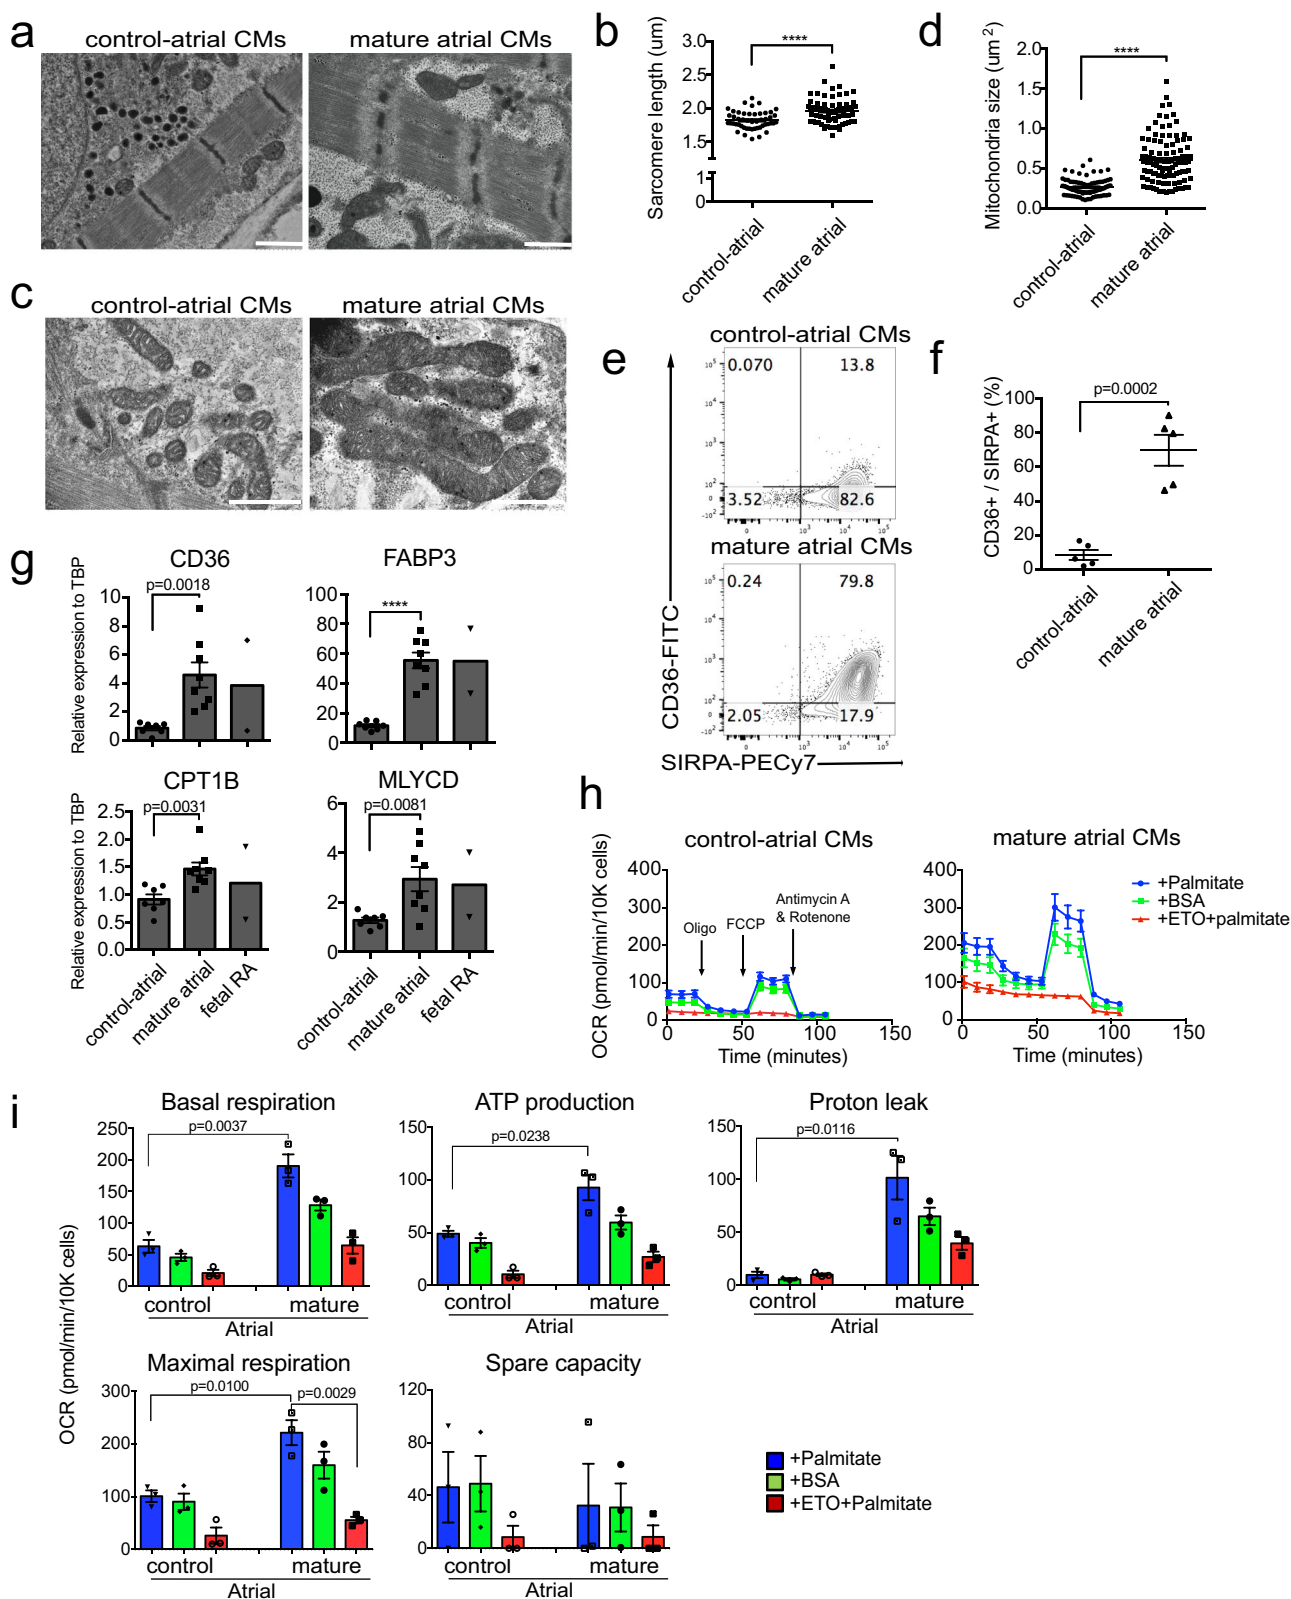 a
control-atrial CMs
mature atrial CMs
b
Sarcomere length (um)
3.0
2.5
2.0
1.5
1
0
****
control-atrial
mature atrial
d
Mitochondria size (um2)
2.0
1.5
1.0
0.5
0.0
****
control-atrial
mature atrial
c
control-atrial CMs
mature atrial CMs
e
control-atrial CMs
0.070
13.8
3.52
82.6
mature atrial CMs
0.24
79.8
2.05
17.9
CD36-FITC
SIRPA-PECy7
f
CD36+ / SIRPA+ (%)
100
80
60
40
20
0
p=0.0002
control-atrial
mature atrial
g
CD36
Relative expression to TBP
p=0.0018
10
8
6
4
2
0
FABP3
****
100
80
60
40
20
0
CPT1B
Relative expression to TBP
p=0.0031
2.5
2.0
1.5
1.0
0.5
0.0
control-atrial
mature atrial
fetal RA
MLYCD
p=0.0081
6
4
2
0
control-atrial
mature atrial
fetal RA
h
control-atrial CMs
OCR (pmol/min/10K cells)
400
300
200
100
0
Oligo
FCCP
Antimycin A
& Rotenone
0
50
100
150
Time (minutes)
mature atrial CMs
400
300
200
100
0
0
50
100
150
Time (minutes)
+Palmitate
+BSA
+ETO+palmitate
i
OCR (pmol/min/10K cells)
Basal respiration
p=0.0037
250
200
150
100
50
0
control
mature
Atrial
ATP production
p=0.0238
150
100
50
0
control
mature
Atrial
Proton leak
p=0.0116
150
100
50
0
control
mature
Atrial
Maximal respiration
p=0.0100
p=0.0029
300
200
100
0
control
mature
Atrial
Spare capacity
120
80
40
0
control
mature
Atrial
+Palmitate
+BSA
+ETO+Palmitate